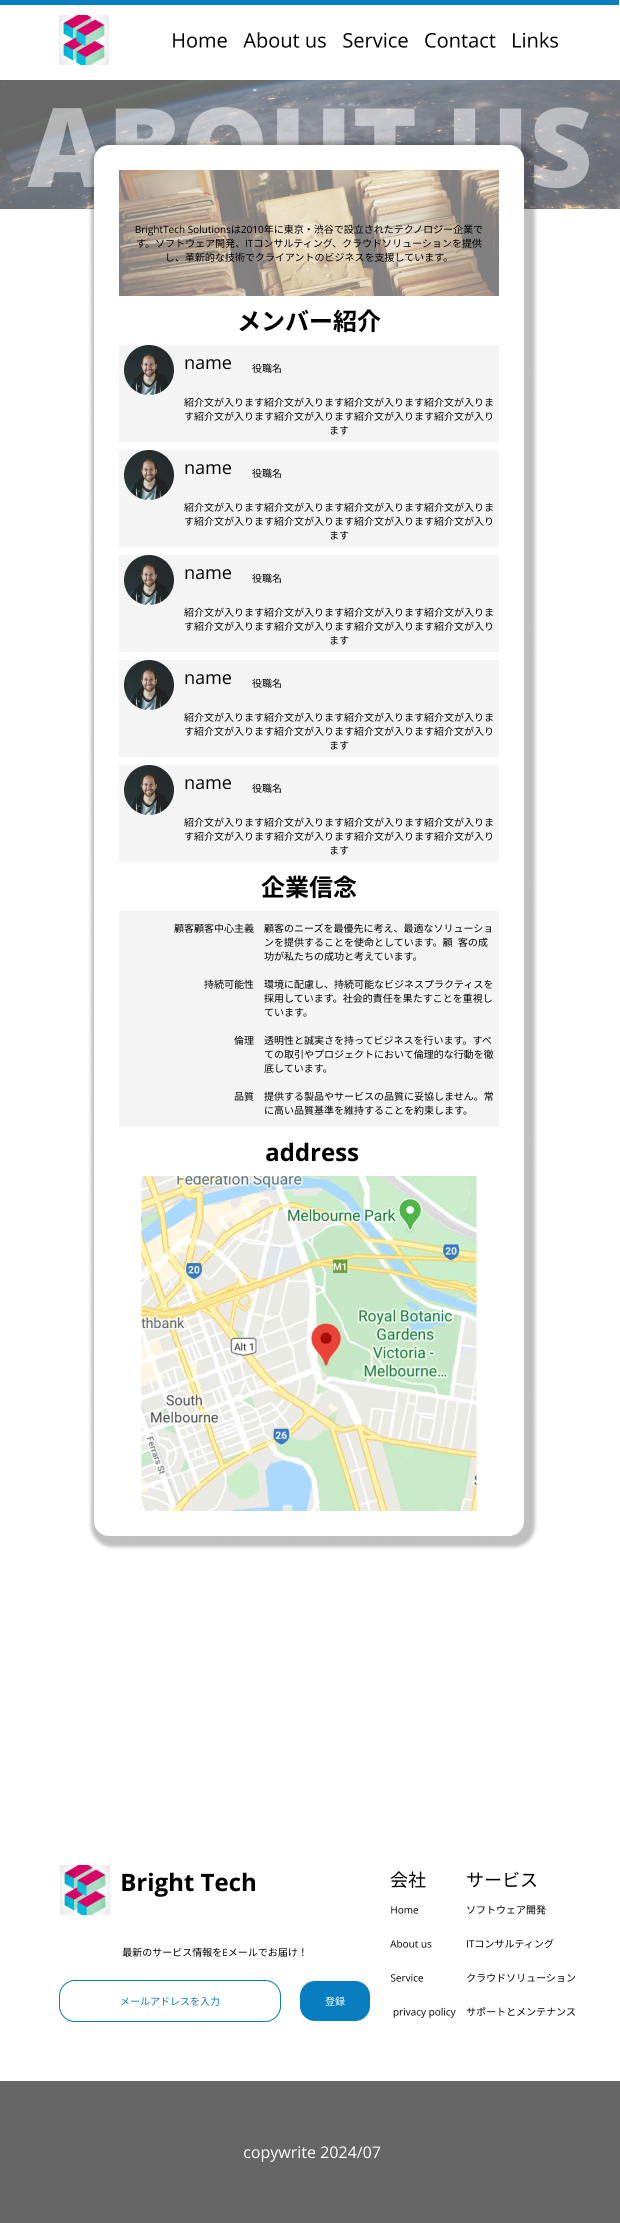 Home About us Service Contact Links
ABOUT US
BrightTech Solutionsは2010年に東京・渋谷で設立されたテクノロジー企業で
す。ソフトウェア開発、ITコンサルティング、クラウドソリューションを提供
し、革新的な技術でクライアントのビジネスを支援しています。
メンバー紹介
name 役職名
紹介文が入ります紹介文が入ります紹介文が入ります紹介文が入りま
す紹介文が入ります紹介文が入ります紹介文が入ります紹介文が入り
ます
name 役職名
紹介文が入ります紹介文が入ります紹介文が入ります紹介文が入りま
す紹介文が入ります紹介文が入ります紹介文が入ります紹介文が入り
ます
name 役職名
紹介文が入ります紹介文が入ります紹介文が入ります紹介文が入りま
す紹介文が入ります紹介文が入ります紹介文が入ります紹介文が入り
ます
name 役職名
紹介文が入ります紹介文が入ります紹介文が入ります紹介文が入りま
す紹介文が入ります紹介文が入ります紹介文が入ります紹介文が入り
ます
name 役職名
紹介文が入ります紹介文が入ります紹介文が入ります紹介文が入りま
す紹介文が入ります紹介文が入ります紹介文が入ります紹介文が入り
ます
企業信念
顧客顧客中心主義 顧客のニーズを最優先に考え、最適なソリューショ
ンを提供することを使命としています。顧 客の成
功が私たちの成功と考えています。
持続可能性 環境に配慮し、持続可能なビジネスプラクティスを
採用しています。社会的責任を果たすことを重視し
ています。
倫理 透明性と誠実さを持ってビジネスを行います。すべ
ての取引やプロジェクトにおいて倫理的な行動を徹
底しています。
品質 提供する製品やサービスの品質に妥協しません。常
に高い品質基準を維持することを約束します。
address
Federation Square
Melbourne Park
20
M1
20
thbank
Royal Botanic
Gardens
Victoria -
Melbourne...
Alt 1
South
Melbourne
26
Ferrars St
Bright Tech
最新のサービス情報をEメールでお届け！
メールアドレスを入力 登録
会社
Home
About us
Service
privacy policy
サービス
ソフトウェア開発
ITコンサルティング
クラウドソリューション
サポートとメンテナンス
copywrite 2024/07